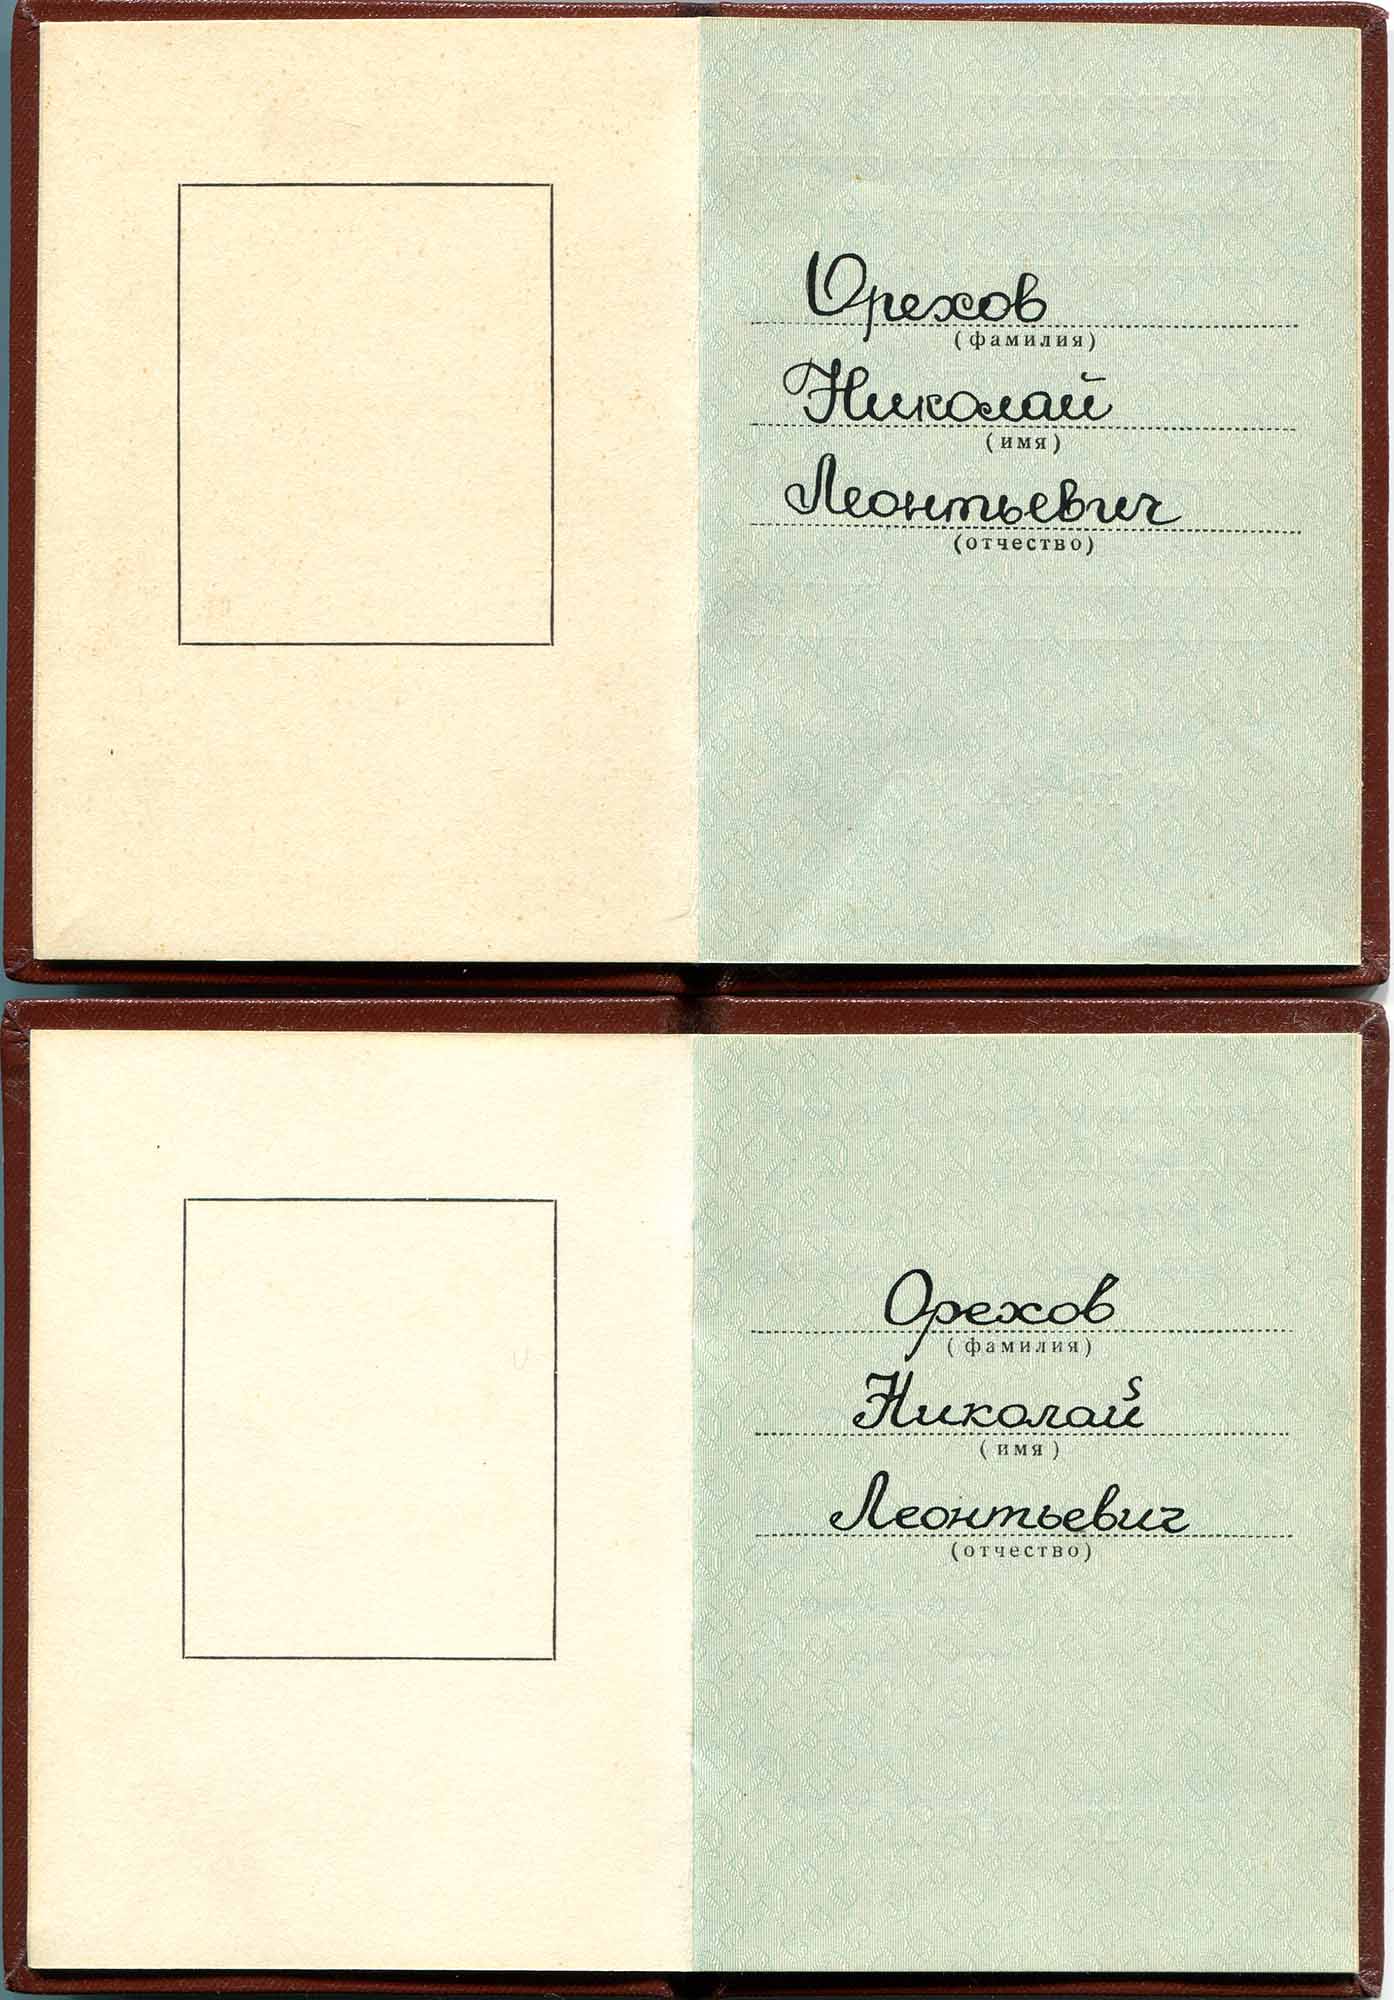 Орехов
(фамилия)
Николай
(имя)
Леонтьевич
(отчество)
Орехов
(фамилия)
Николай
(имя)
Леонтьевич
(отчество)